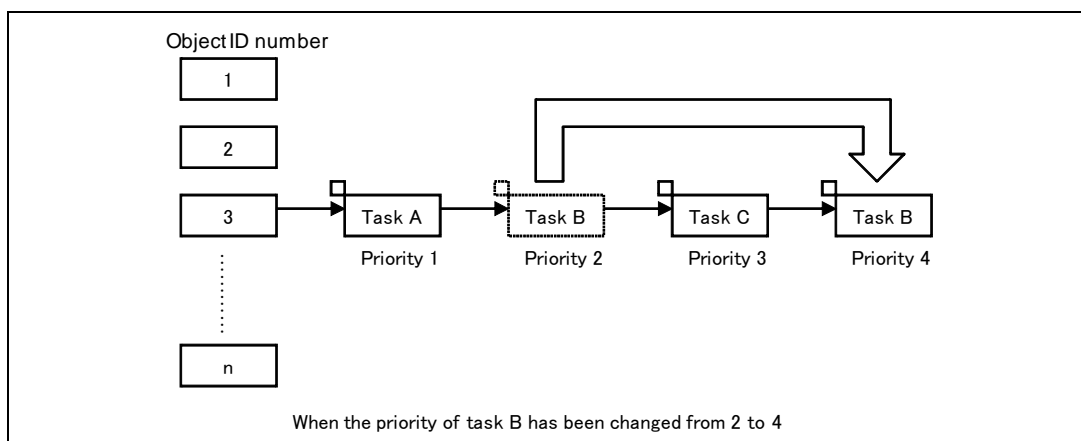 Object ID number
1
2
3
Task A
Task B
Task C
Task B
Priority 1
Priority 2
Priority 3
Priority 4
n
When the priority of task B has been changed from 2 to 4